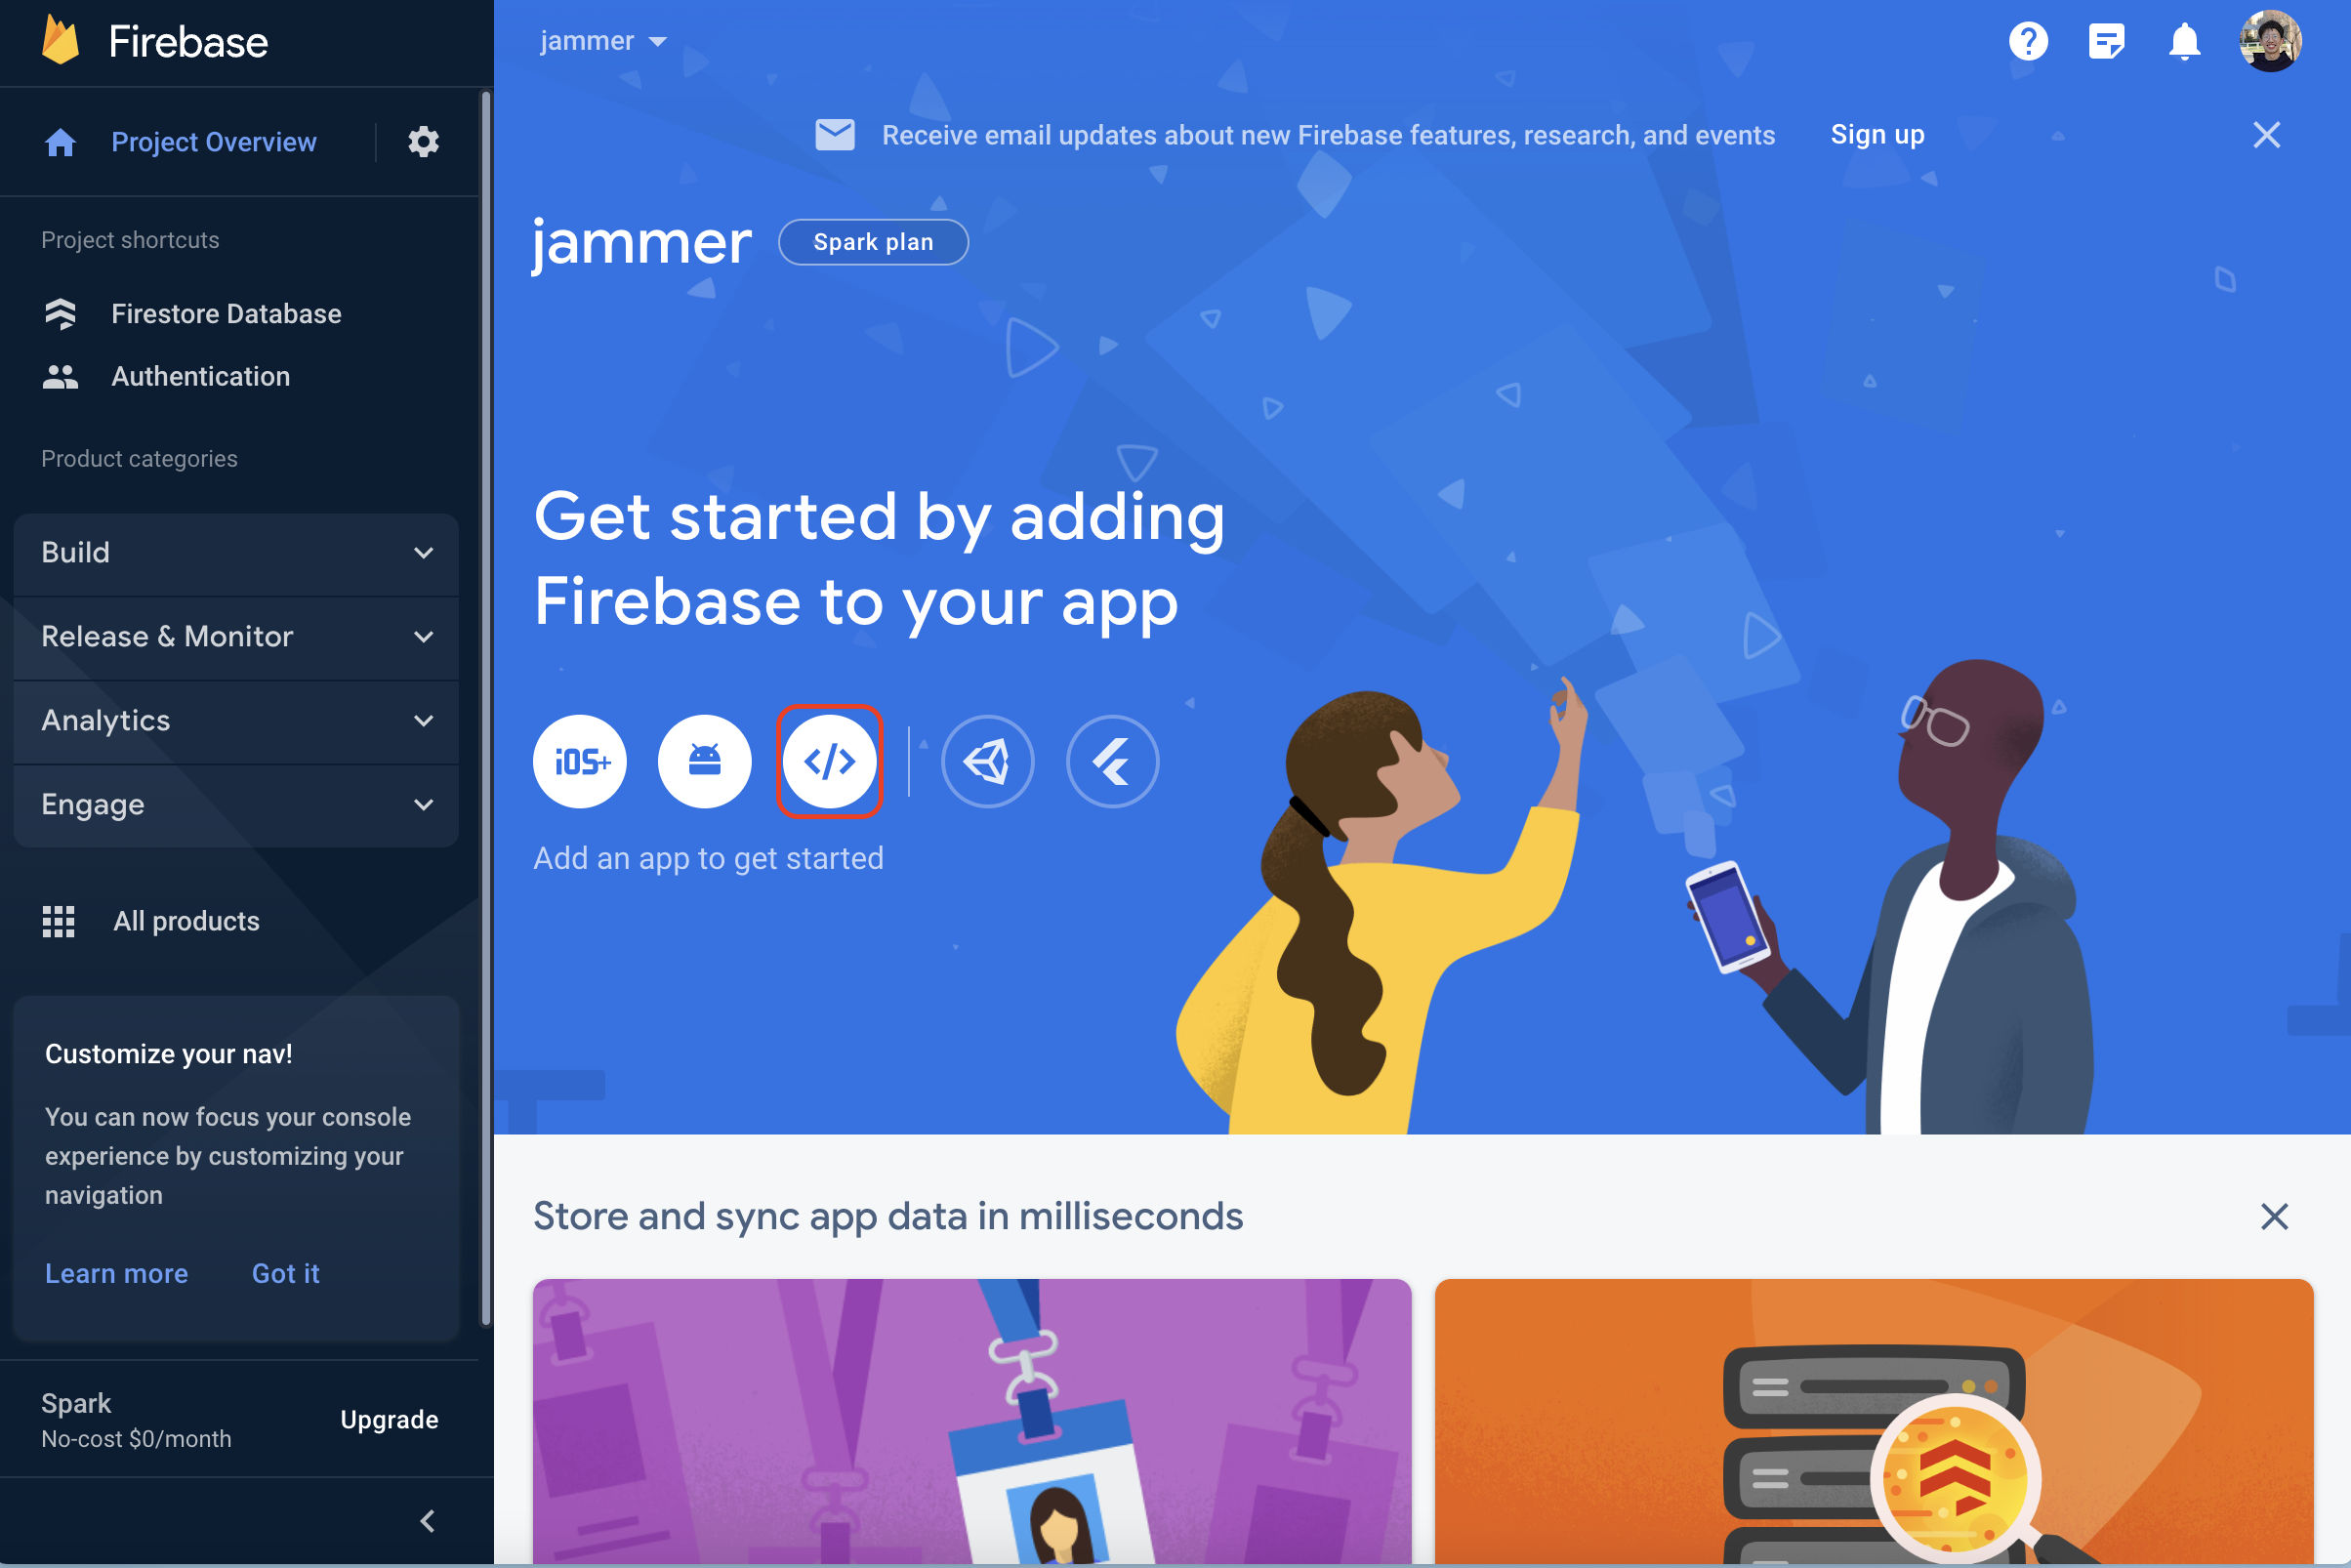 Firebase
Project Overview
Project shortcuts
Firestore Database
Authentication
Product categories
Build
Release & Monitor
Analytics
Engage
All products
Customize your nav!
You can now focus your console
experience by customizing your
navigation
Learn more
Got it
Spark
No-cost $0/month
Upgrade
jammer
Receive email updates about new Firebase features, research, and events
Sign up
jammer
Spark plan
Get started by adding
Firebase to your app
iOS+
</>
Add an app to get started
Store and sync app data in milliseconds